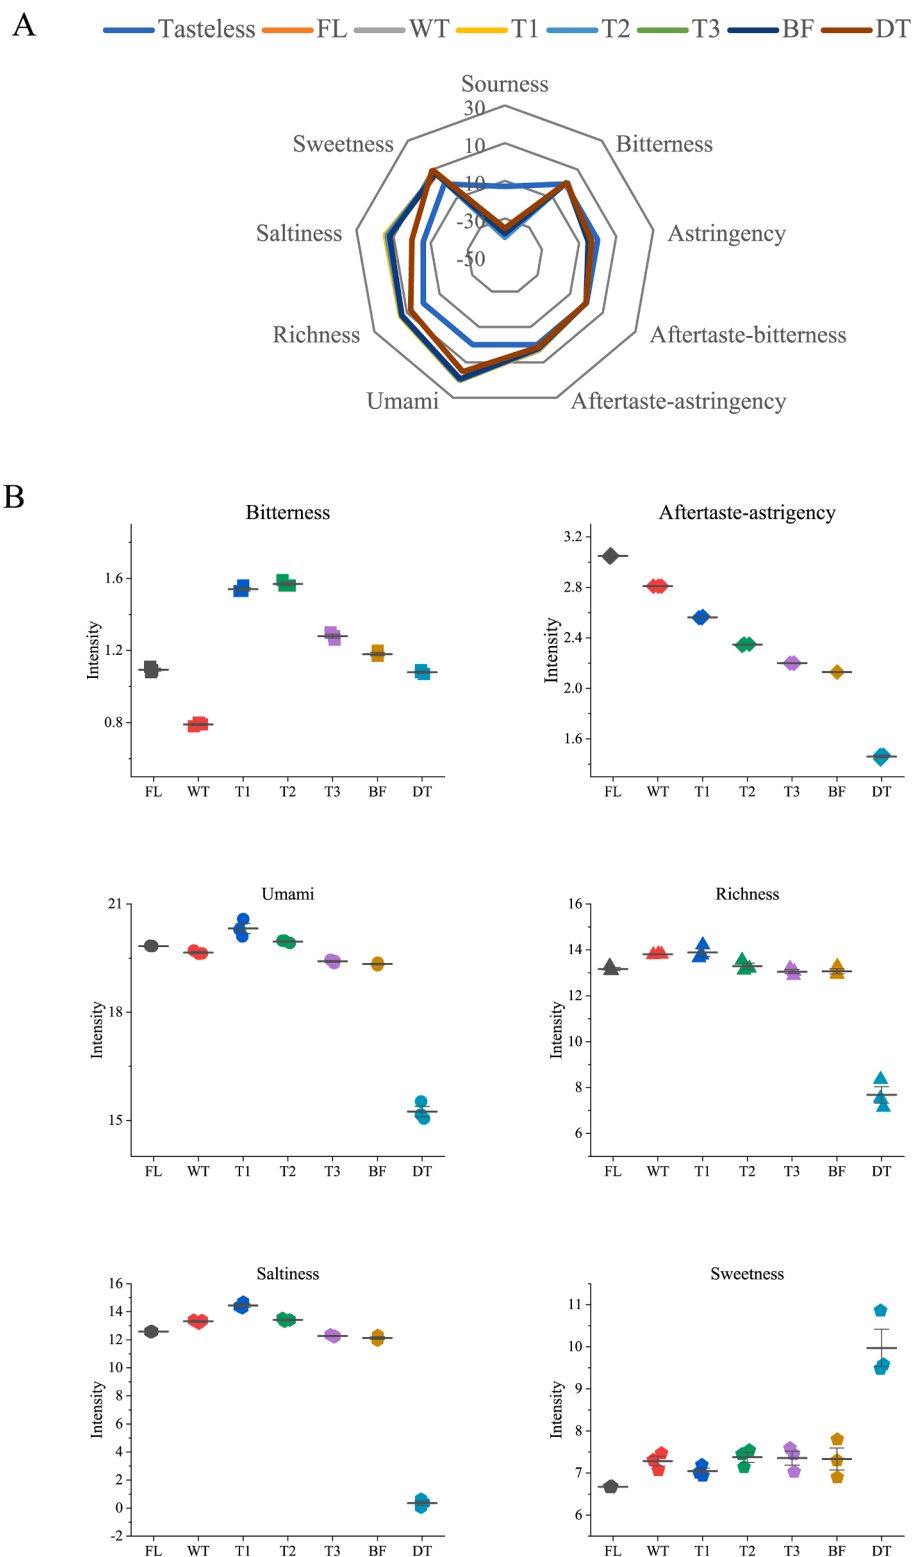 A
Tasteless FL WT T1 T2 T3 BF DT
Sourness
30
Sweetness 10 Bitterness
-10
Saltiness -30 Astringency
-50
Richness Aftertaste-bitterness
Umami Aftertaste-astringency
B
Bitterness
Intensity
1.6
1.2
0.8
FL WT T1 T2 T3 BF DT
Aftertaste-astrigency
Intensity
3.2
2.8
2.4
2.0
1.6
FL WT T1 T2 T3 BF DT
Umami
Intensity
21
18
15
FL WT T1 T2 T3 BF DT
Richness
Intensity
16
14
12
10
8
6
FL WT T1 T2 T3 BF DT
Saltiness
Intensity
16
14
12
10
8
6
4
2
0
-2
FL WT T1 T2 T3 BF DT
Sweetness
Intensity
11
10
9
8
7
6
FL WT T1 T2 T3 BF DT